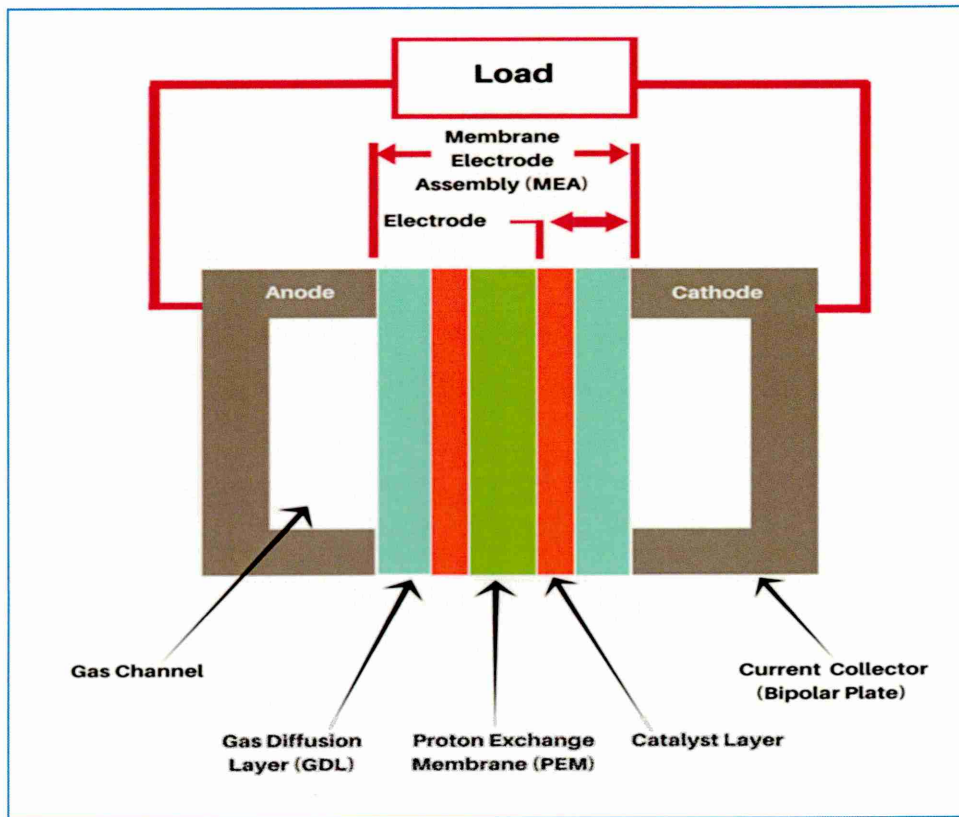 Load
Membrane
Electrode
Assembly (MEA)
Electrode
Anode
Cathode
Gas Channel
Current Collector
(Bipolar Plate)
Gas Diffusion
Layer (GDL)
Proton Exchange
Membrane (PEM)
Catalyst Layer